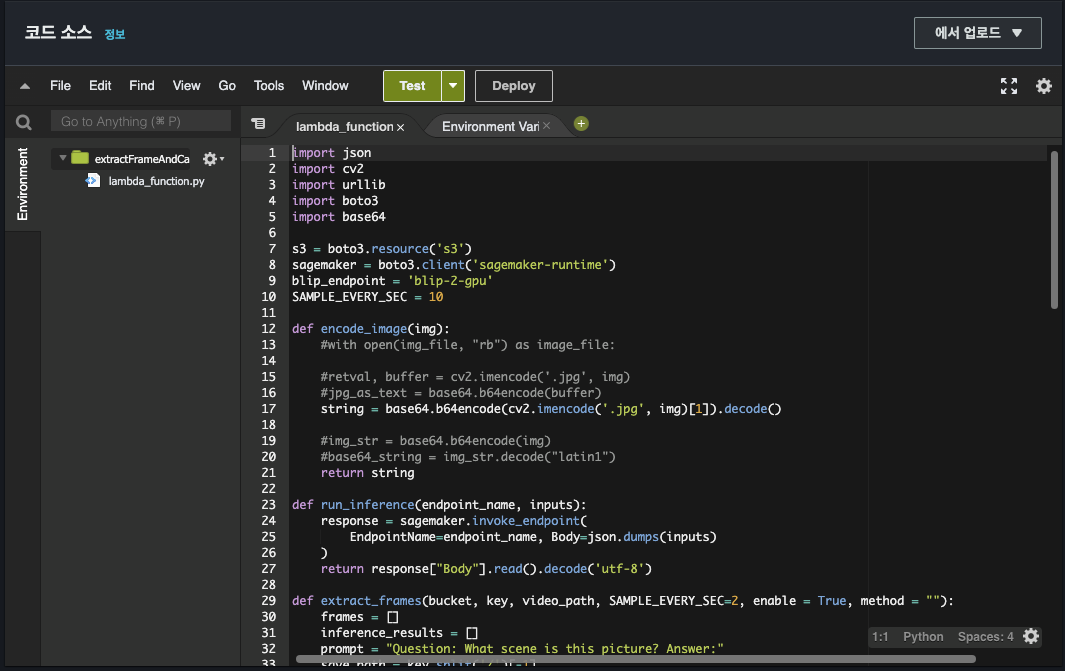 코드 소스 정보
에서 업로드 ▼
File Edit Find View Go Tools Window Test Deploy
Go to Anything (⌘ P)
lambda_function × Environment Vari ×
Environment
extractFrameAndCa
lambda_function.py
1 import json
2 import cv2
3 import urllib
4 import boto3
5 import base64
6
7 s3 = boto3.resource('s3')
8 sagemaker = boto3.client('sagemaker-runtime')
9 blip_endpoint = 'blip-2-gpu'
10 SAMPLE_EVERY_SEC = 10
11
12 def encode_image(img):
13     #with open(img_file, "rb") as image_file:
14
15     #retval, buffer = cv2.imencode('.jpg', img)
16     #jpg_as_text = base64.b64encode(buffer)
17     string = base64.b64encode(cv2.imencode('.jpg', img)[1]).decode()
18
19     #img_str = base64.b64encode(img)
20     #base64_string = img_str.decode("latin1")
21     return string
22
23 def run_inference(endpoint_name, inputs):
24     response = sagemaker.invoke_endpoint(
25         EndpointName=endpoint_name, Body=json.dumps(inputs)
26     )
27     return response["Body"].read().decode('utf-8')
28
29 def extract_frames(bucket, key, video_path, SAMPLE_EVERY_SEC=2, enable = True, method = ""):
30     frames = []
31     inference_results = []
32     prompt = "Question: What scene is this picture? Answer:"
33
1:1 Python Spaces: 4